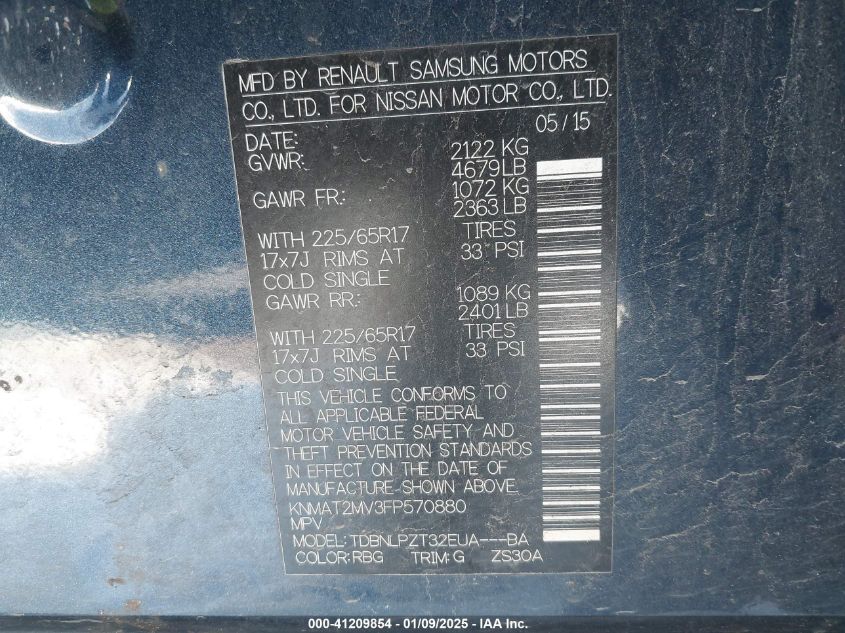 MFD BY RENAULT SAMSUNG MOTORS
CO., LTD. FOR NISSAN MOTOR CO., LTD.
DATE: 05/15
GVWR: 2122 KG
4679 LB
GAWR FR.: 1072 KG
2363 LB
WITH 225/65R17 TIRES
17x7J RIMS AT 33 PSI
COLD SINGLE
GAWR RR.: 1089 KG
2401 LB
WITH 225/65R17 TIRES
17x7J RIMS AT 33 PSI
COLD SINGLE
THIS VEHICLE CONFORMS TO
ALL APPLICABLE FEDERAL
MOTOR VEHICLE SAFETY AND
THEFT PREVENTION STANDARDS
IN EFFECT ON THE DATE OF
MANUFACTURE SHOWN ABOVE.
KNMAT2MV3FP570880
MPV
MODEL: TDBNLPZT32EUA---BA
COLOR: RBG TRIM: G ZS30A
000-41209854 - 01/09/2025 - IAA Inc.